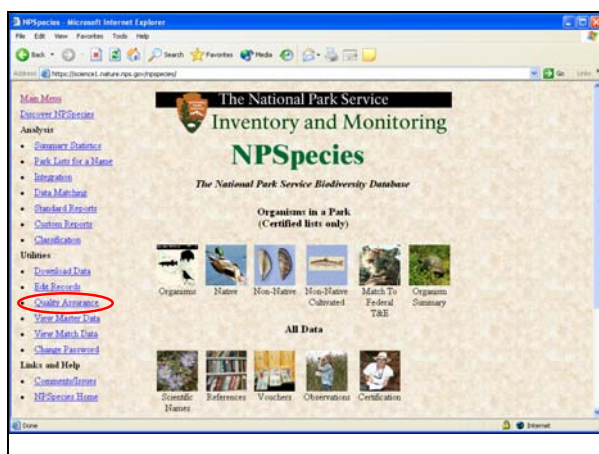 NPSpecies - Microsoft Internet Explorer
File Edit View Favorites Tools Help
Back Search Favorites Media
Address https://science1.nature.nps.gov/npspecies/ Go Links
Main Menu
Discover NPSpecies
Analysis
Summary Statistics
Park Lists for a Name
Integration
Data Matching
Standard Reports
Custom Reports
Classification
Utilities
Download Data
Edit Records
Quality Assurance
View Master Data
View Match Data
Change Password
Links and Help
Comments/Issues
NPSpecies Home
The National Park Service
Inventory and Monitoring
NPSpecies
The National Park Service Biodiversity Database
Organisms in a Park
(Certified lists only)
Organisms Native Non-Native Non-Native Cultivated Match To Federal T&E Organism Summary
All Data
Scientific Names References Vouchers Observations Certification
Done Internet